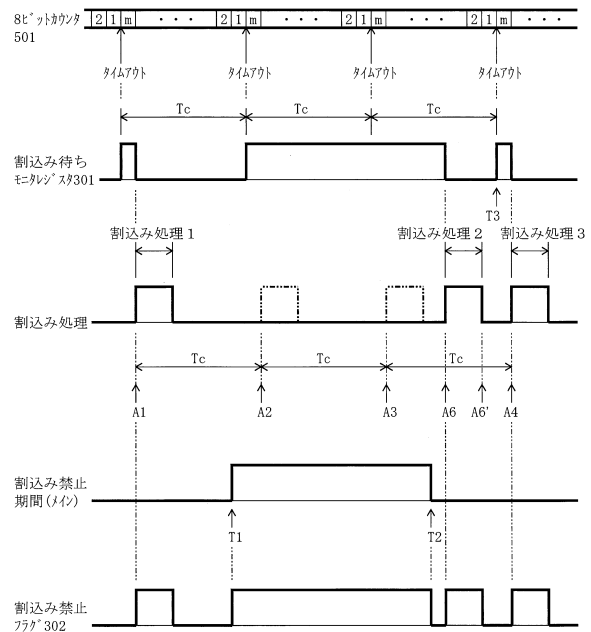 8ビットカウンタ
501
2 1 m ・・・ 2 1 m ・・・ 2 1 m ・・・ 2 1 m ・・・
タイムアウト タイムアウト タイムアウト タイムアウト
Tc Tc Tc
割込み待ち
モニタレジスタ301
T3
割込み処理1 割込み処理2 割込み処理3
割込み処理
Tc Tc Tc
A1 A2 A3 A6 A6' A4
割込み禁止
期間(メイン)
T1 T2
割込み禁止
フラグ302